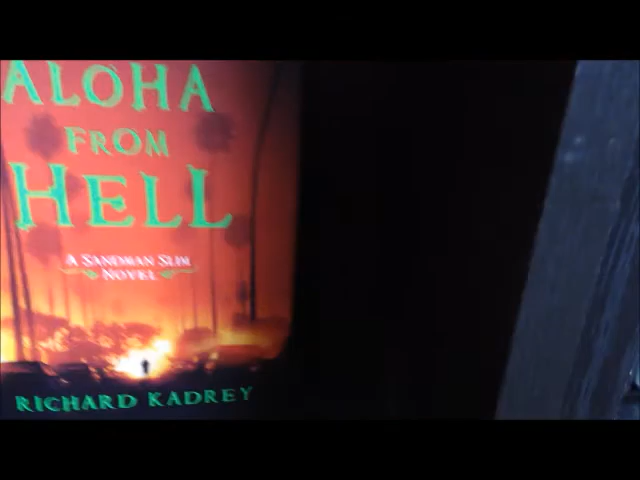 ALOHA
FROM
HELL
A SANDMAN SLIM
NOVEL
RICHARD KADREY